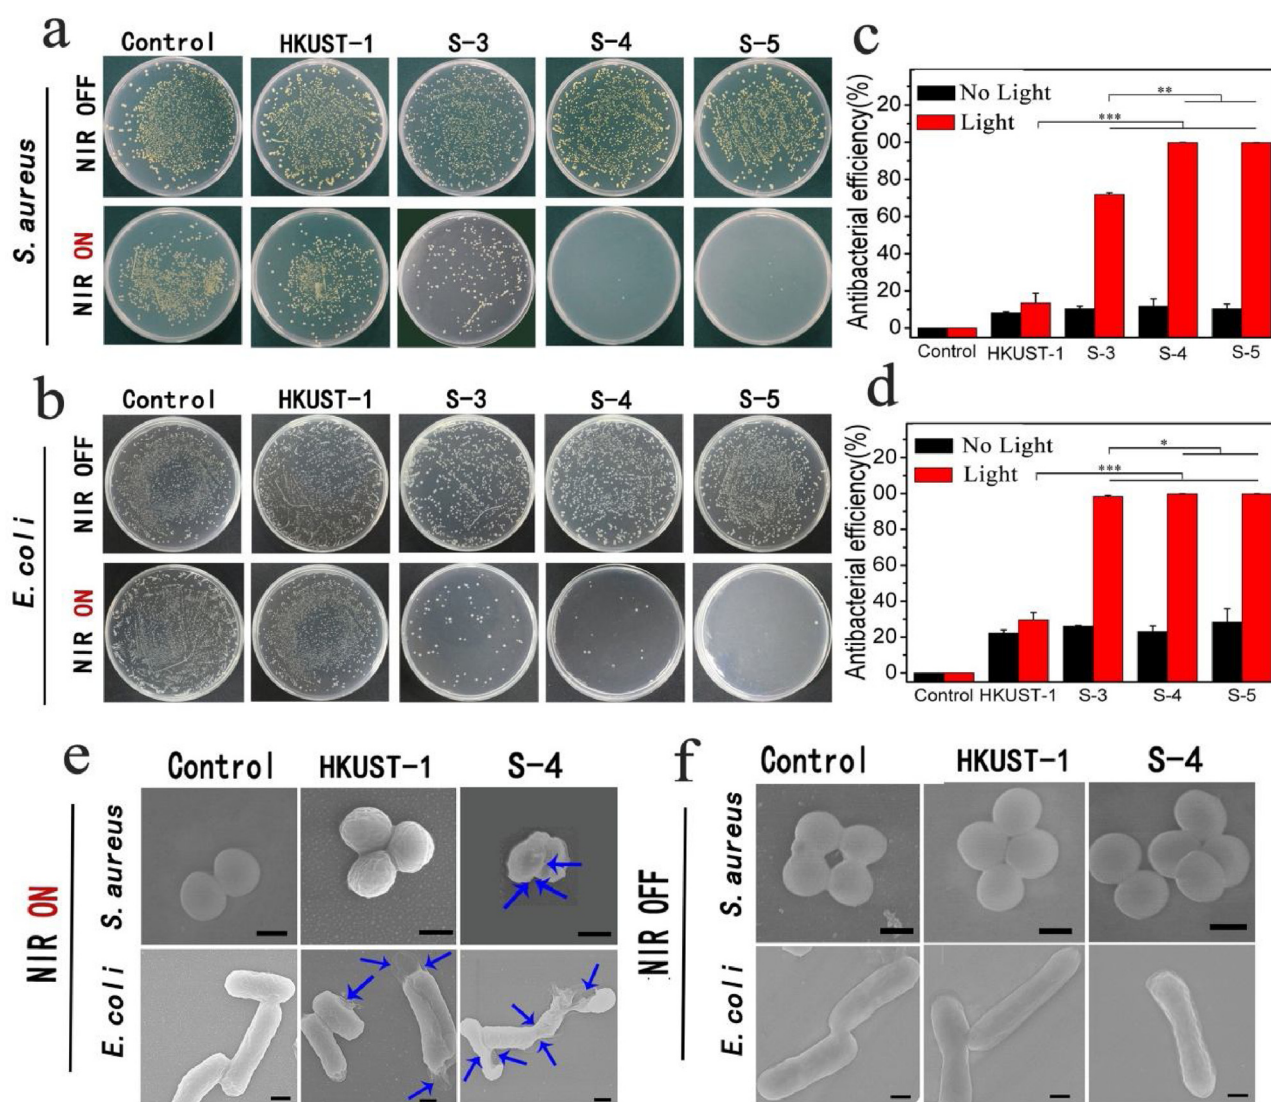 a
Control HKUST-1 S-3 S-4 S-5
S. aureus
NIR OFF
NIR ON
c
Antibacterial efficiency(%)
No Light
Light
**
***
20
00
80
60
40
20
0
Control HKUST-1 S-3 S-4 S-5
b
Control HKUST-1 S-3 S-4 S-5
E. coli
NIR OFF
NIR ON
d
Antibacterial efficiency(%)
No Light
Light
*
***
20
00
80
60
40
20
0
Control HKUST-1 S-3 S-4 S-5
e
Control HKUST-1 S-4
NIR ON
S. aureus
E. coli
f
Control HKUST-1 S-4
NIR OFF
S. aureus
E. coli